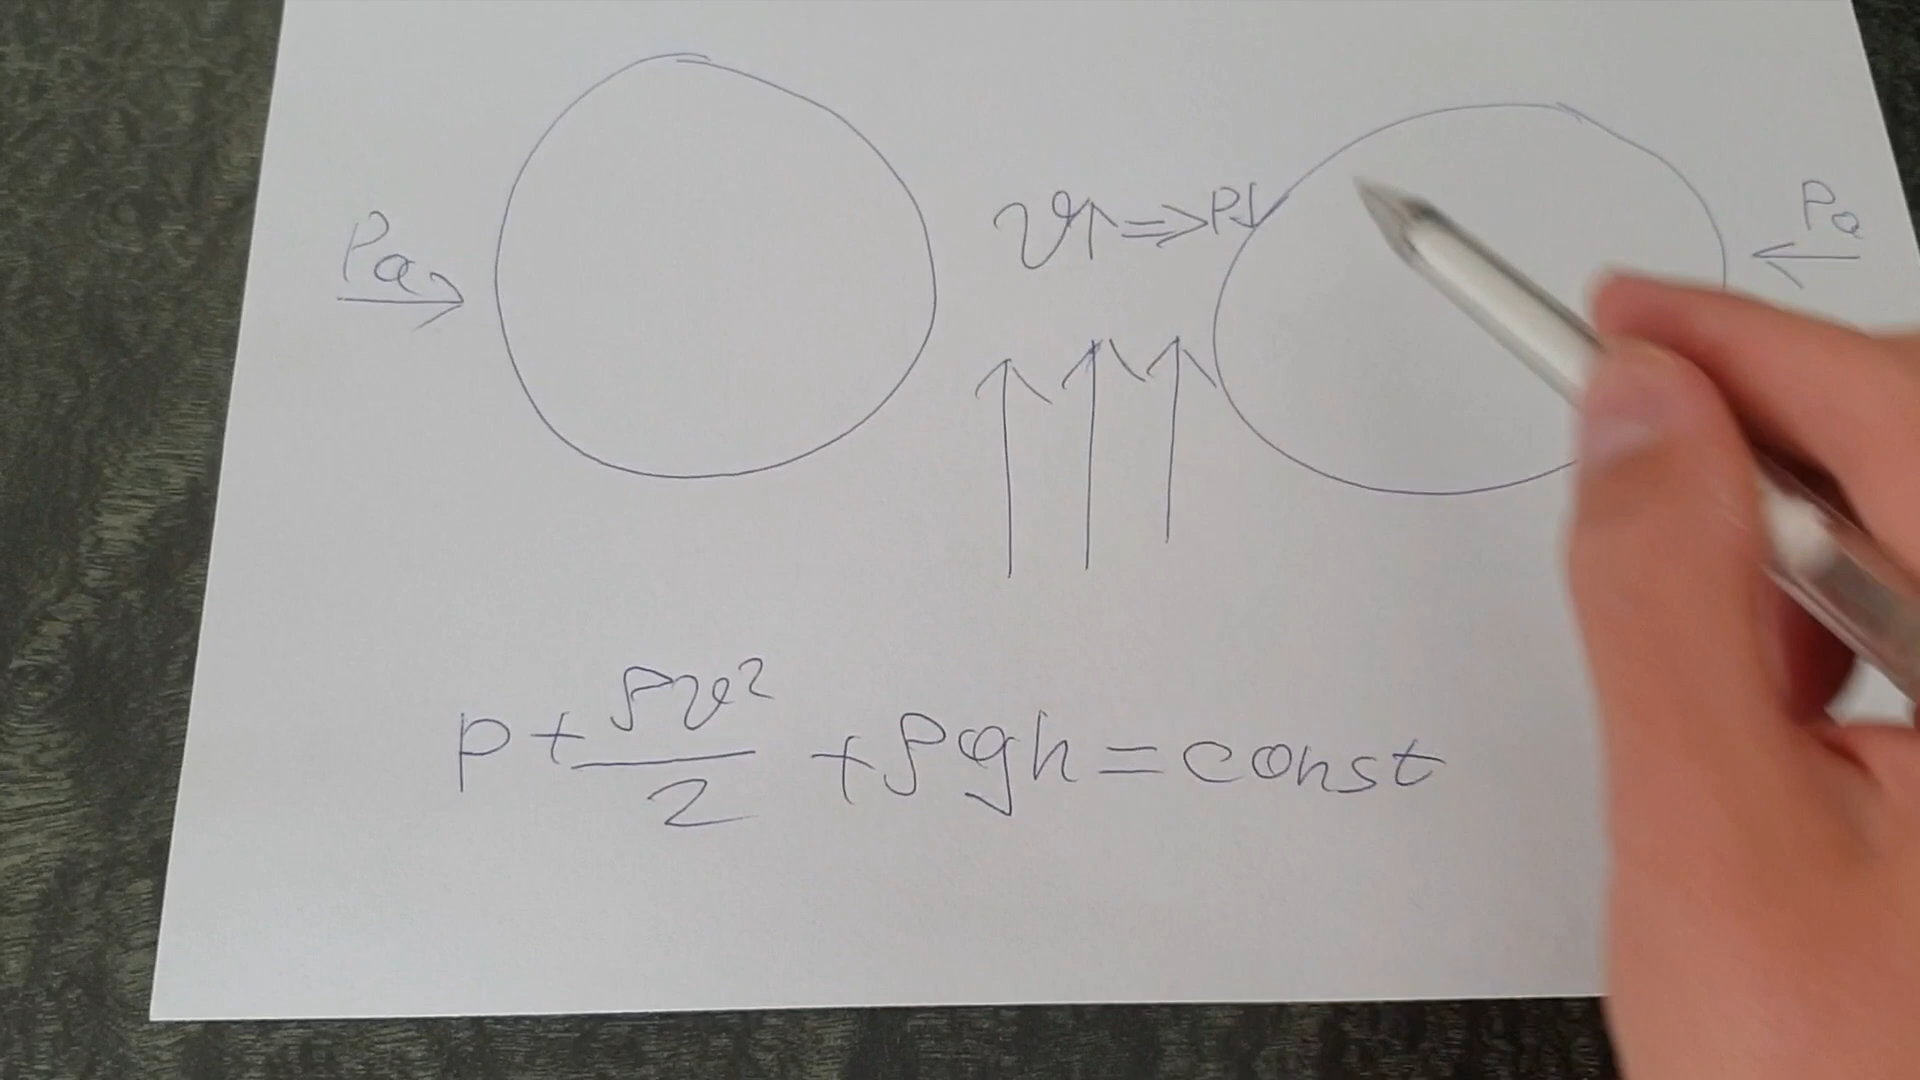 Pa
v↑ ⇒ P↓
Pa
p + ρv²/2 + ρgh = const